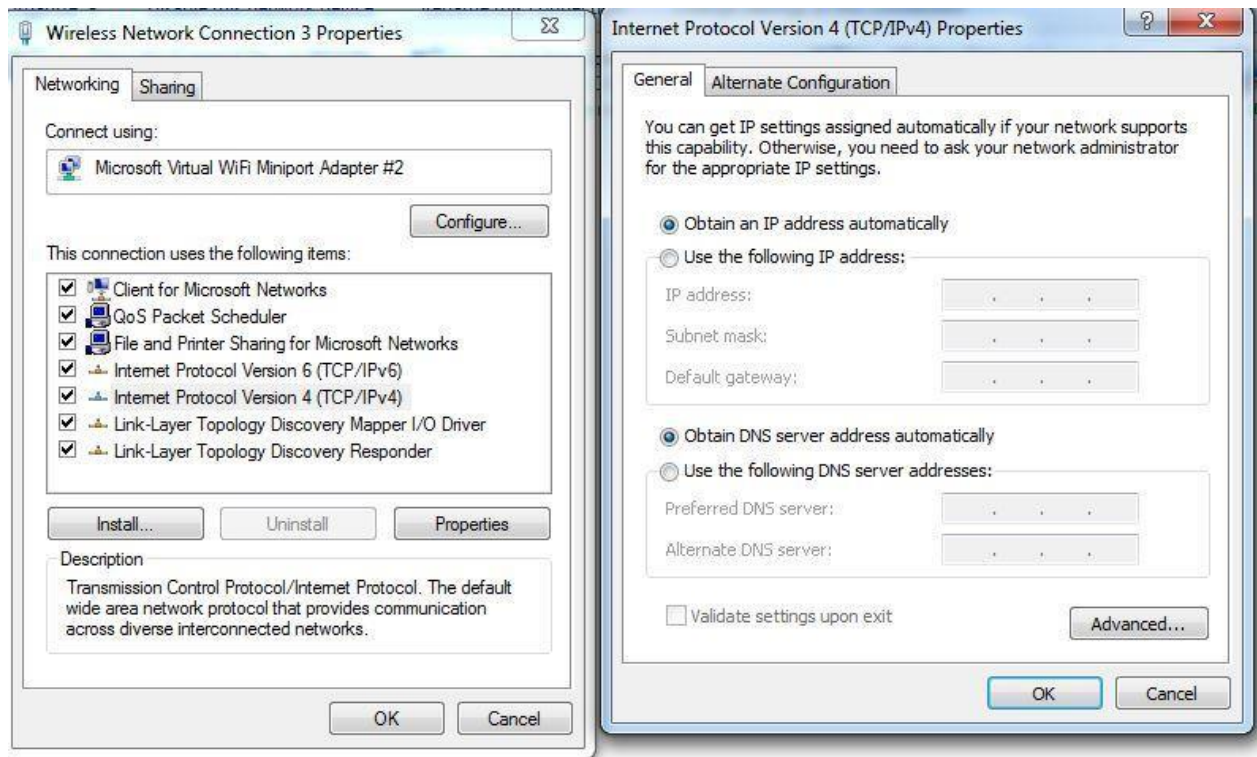 Wireless Network Connection 3 Properties
Networking
Sharing
Connect using:
Microsoft Virtual WiFi Miniport Adapter #2
Configure...
This connection uses the following items:
Client for Microsoft Networks
QoS Packet Scheduler
File and Printer Sharing for Microsoft Networks
Internet Protocol Version 6 (TCP/IPv6)
Internet Protocol Version 4 (TCP/IPv4)
Link-Layer Topology Discovery Mapper I/O Driver
Link-Layer Topology Discovery Responder
Install...
Uninstall
Properties
Description
Transmission Control Protocol/Internet Protocol. The default
wide area network protocol that provides communication
across diverse interconnected networks.
OK
Cancel
Internet Protocol Version 4 (TCP/IPv4) Properties
General
Alternate Configuration
You can get IP settings assigned automatically if your network supports
this capability. Otherwise, you need to ask your network administrator
for the appropriate IP settings.
Obtain an IP address automatically
Use the following IP address:
IP address:
Subnet mask:
Default gateway:
Obtain DNS server address automatically
Use the following DNS server addresses:
Preferred DNS server:
Alternate DNS server:
Validate settings upon exit
Advanced...
OK
Cancel